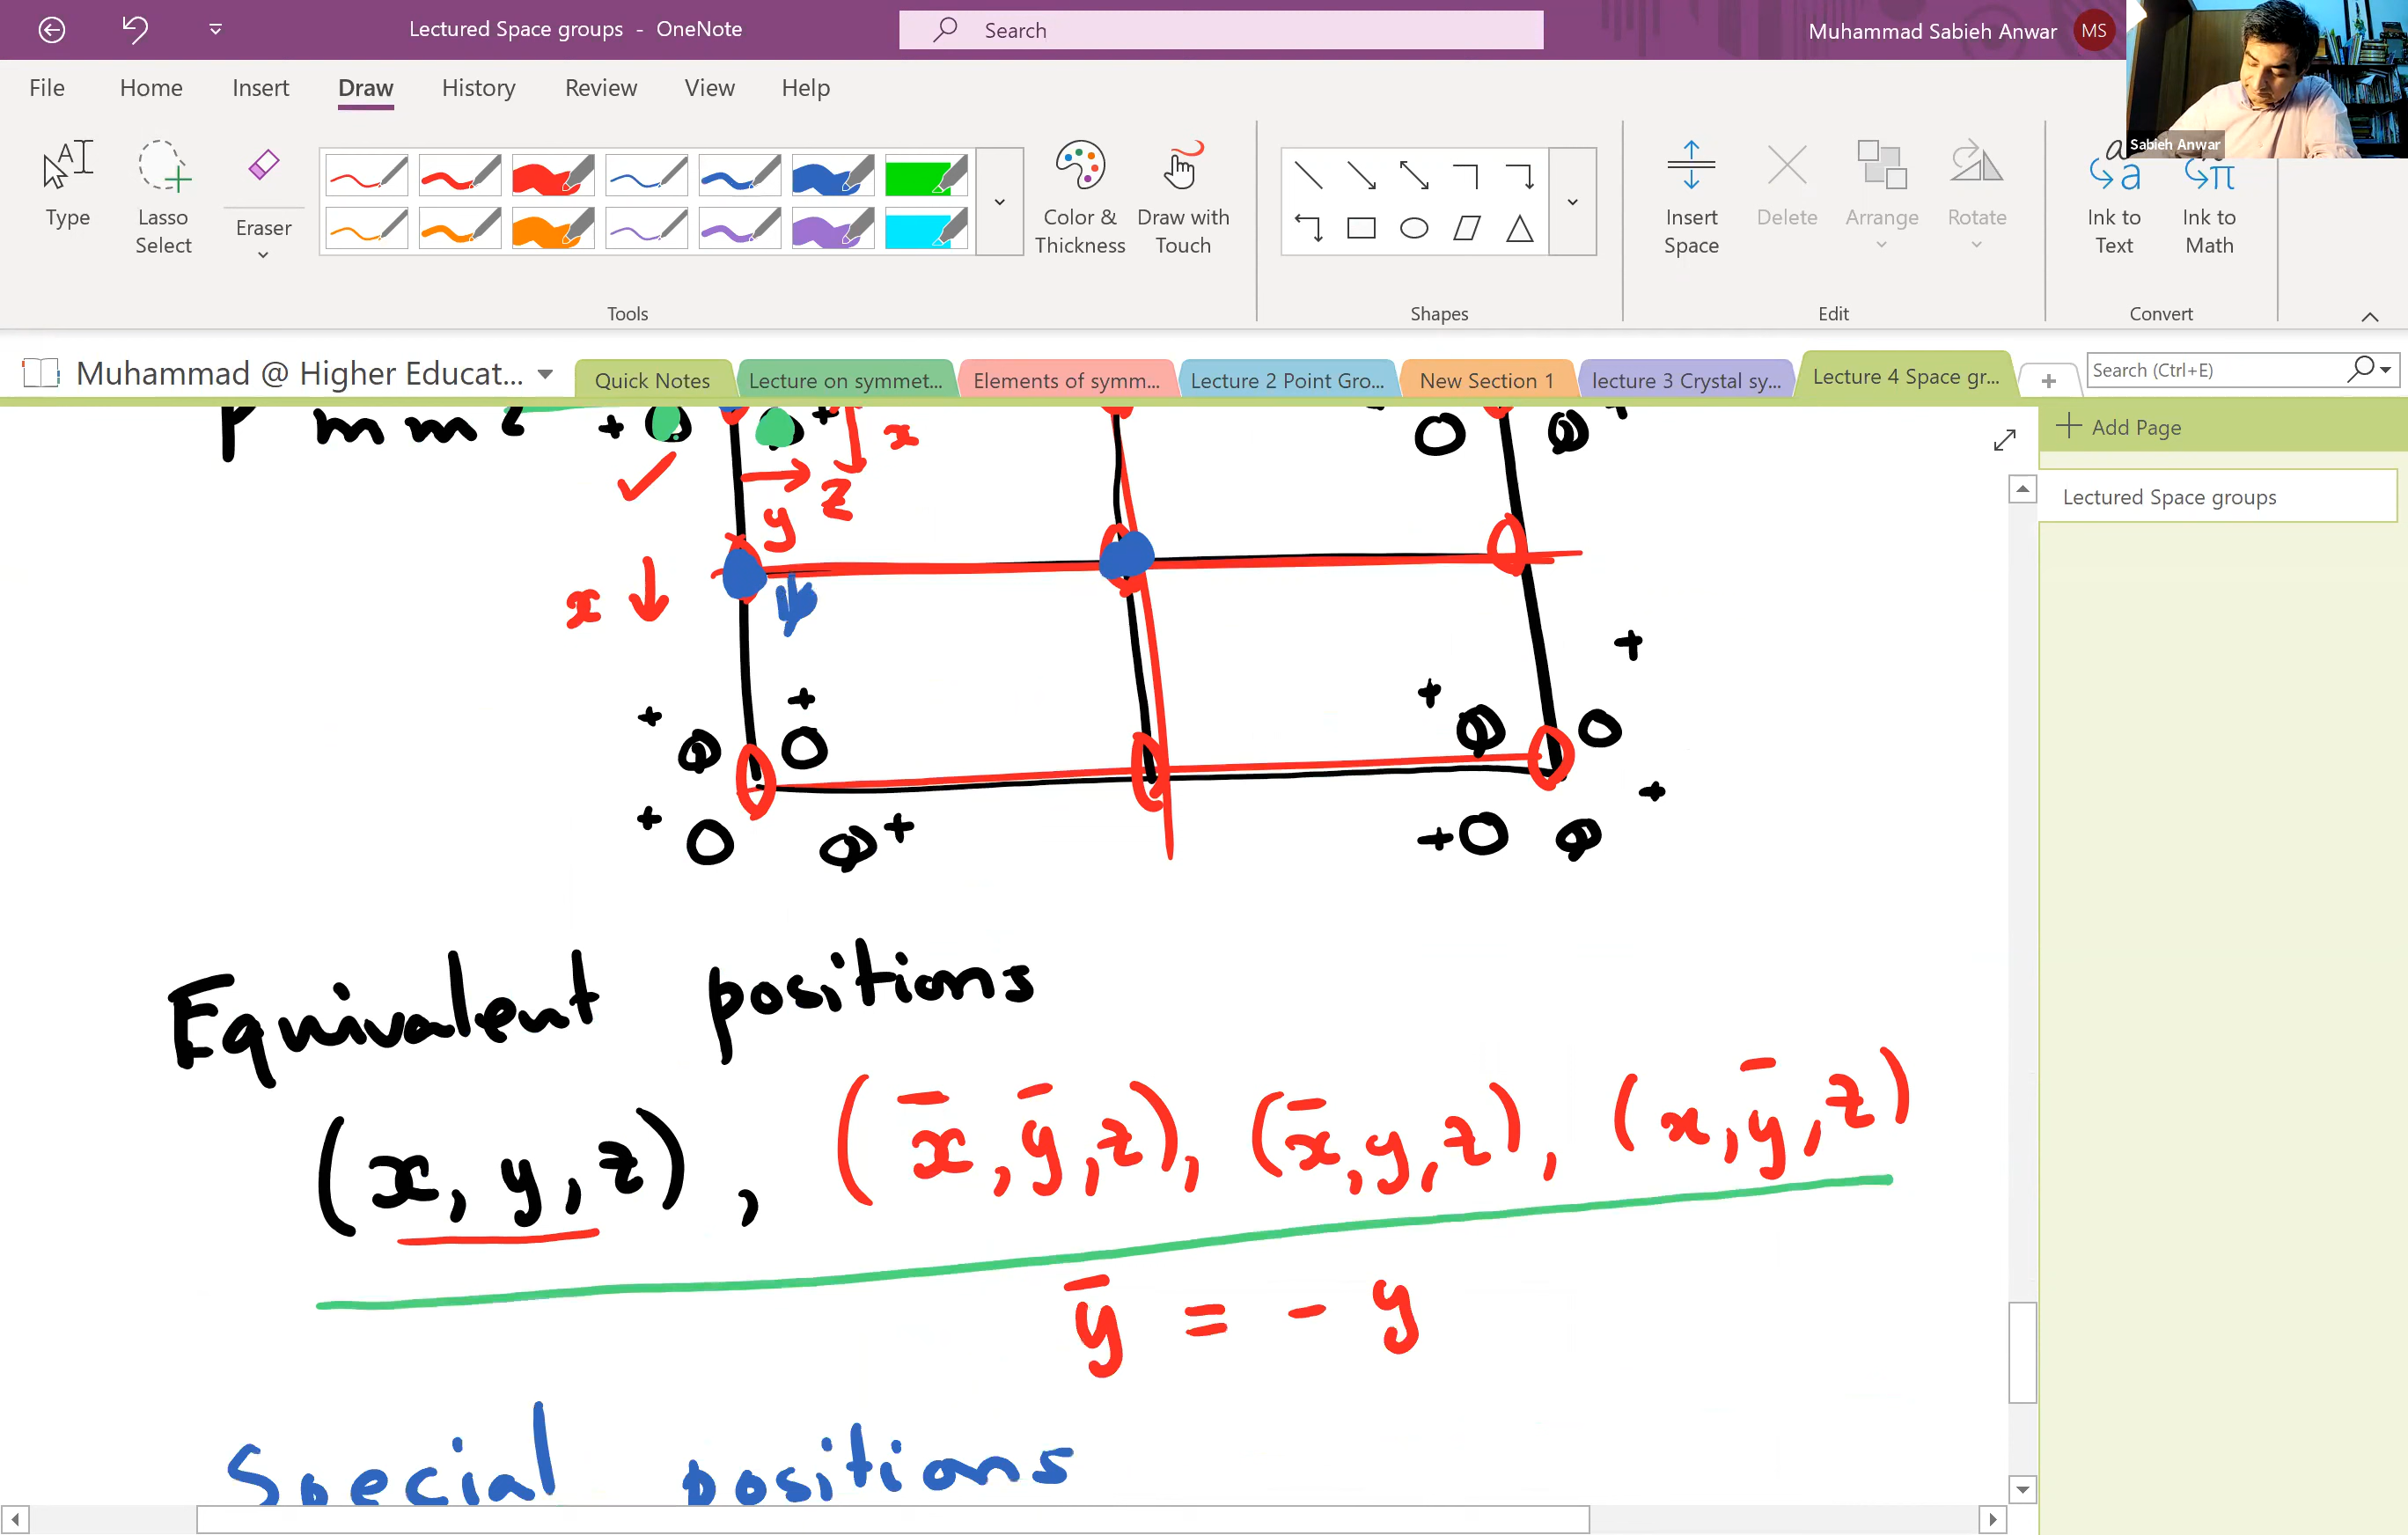 Lectured Space groups - OneNote
Search
Muhammad Sabieh Anwar MS
Sabieh Anwar
File Home Insert Draw History Review View Help
Type
Lasso Select
Eraser
Color & Thickness
Draw with Touch
Insert Space
Delete
Arrange
Rotate
Ink to Text
Ink to Math
Tools
Shapes
Edit
Convert
Muhammad @ Higher Educat...
Quick Notes
Lecture on symmet...
Elements of symm...
Lecture 2 Point Gro...
New Section 1
lecture 3 Crystal sy...
Lecture 4 Space gr...
+
Search (Ctrl+E)
Add Page
Lectured Space groups
P m m 2
+ +
x
z
y
x
+
+ +
+
+
+ +
+
+
Equivalent positions
(x, y, z), (x̄, ȳ, z), (x̄, y, z), (x, ȳ, z)
ȳ = - y
Special positions